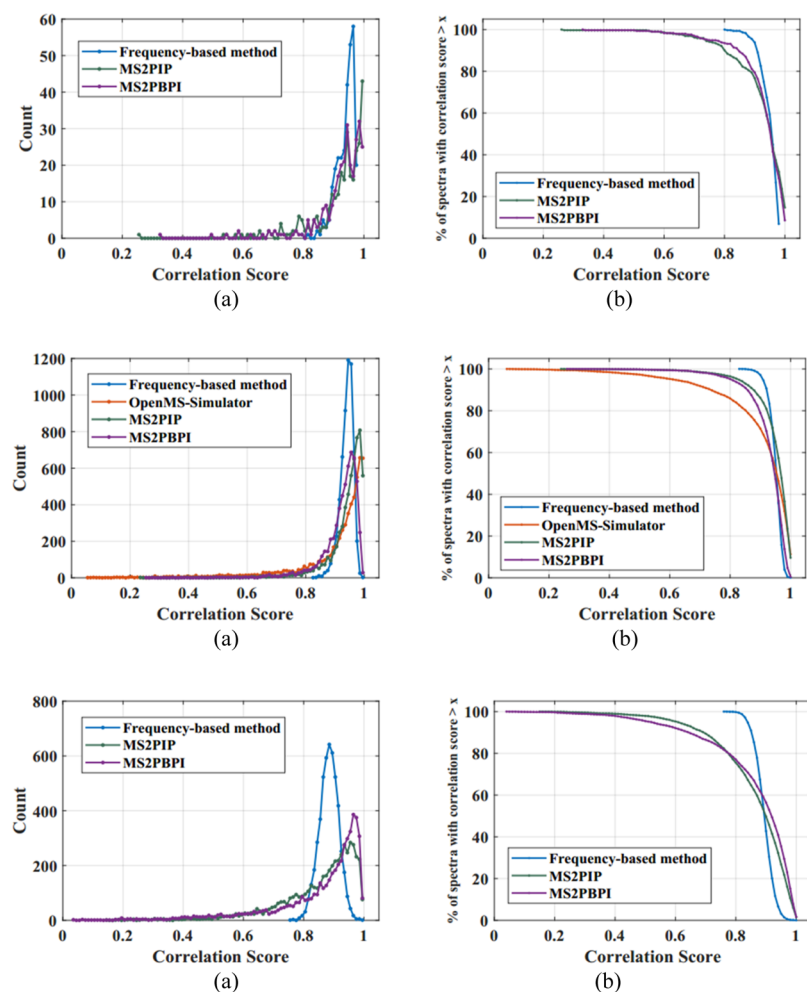 60
50
40
30
20
10
0
Count
Frequency-based method
MS2PIP
MS2PBPI
0 0.2 0.4 0.6 0.8 1
Correlation Score
(a)
100
80
60
40
20
0
% of spectra with correlation score > x
Frequency-based method
MS2PIP
MS2PBPI
0 0.2 0.4 0.6 0.8 1
Correlation Score
(b)
1200
1000
800
600
400
200
0
Count
Frequency-based method
OpenMS-Simulator
MS2PIP
MS2PBPI
0 0.2 0.4 0.6 0.8 1
Correlation Score
(a)
100
80
60
40
20
0
% of spectra with correlation score > x
Frequency-based method
OpenMS-Simulator
MS2PIP
MS2PBPI
0 0.2 0.4 0.6 0.8 1
Correlation Score
(b)
800
600
400
200
0
Count
Frequency-based method
MS2PIP
MS2PBPI
0 0.2 0.4 0.6 0.8 1
Correlation Score
(a)
100
80
60
40
20
0
% of spectra with correlation score > x
Frequency-based method
MS2PIP
MS2PBPI
0 0.2 0.4 0.6 0.8 1
Correlation Score
(b)